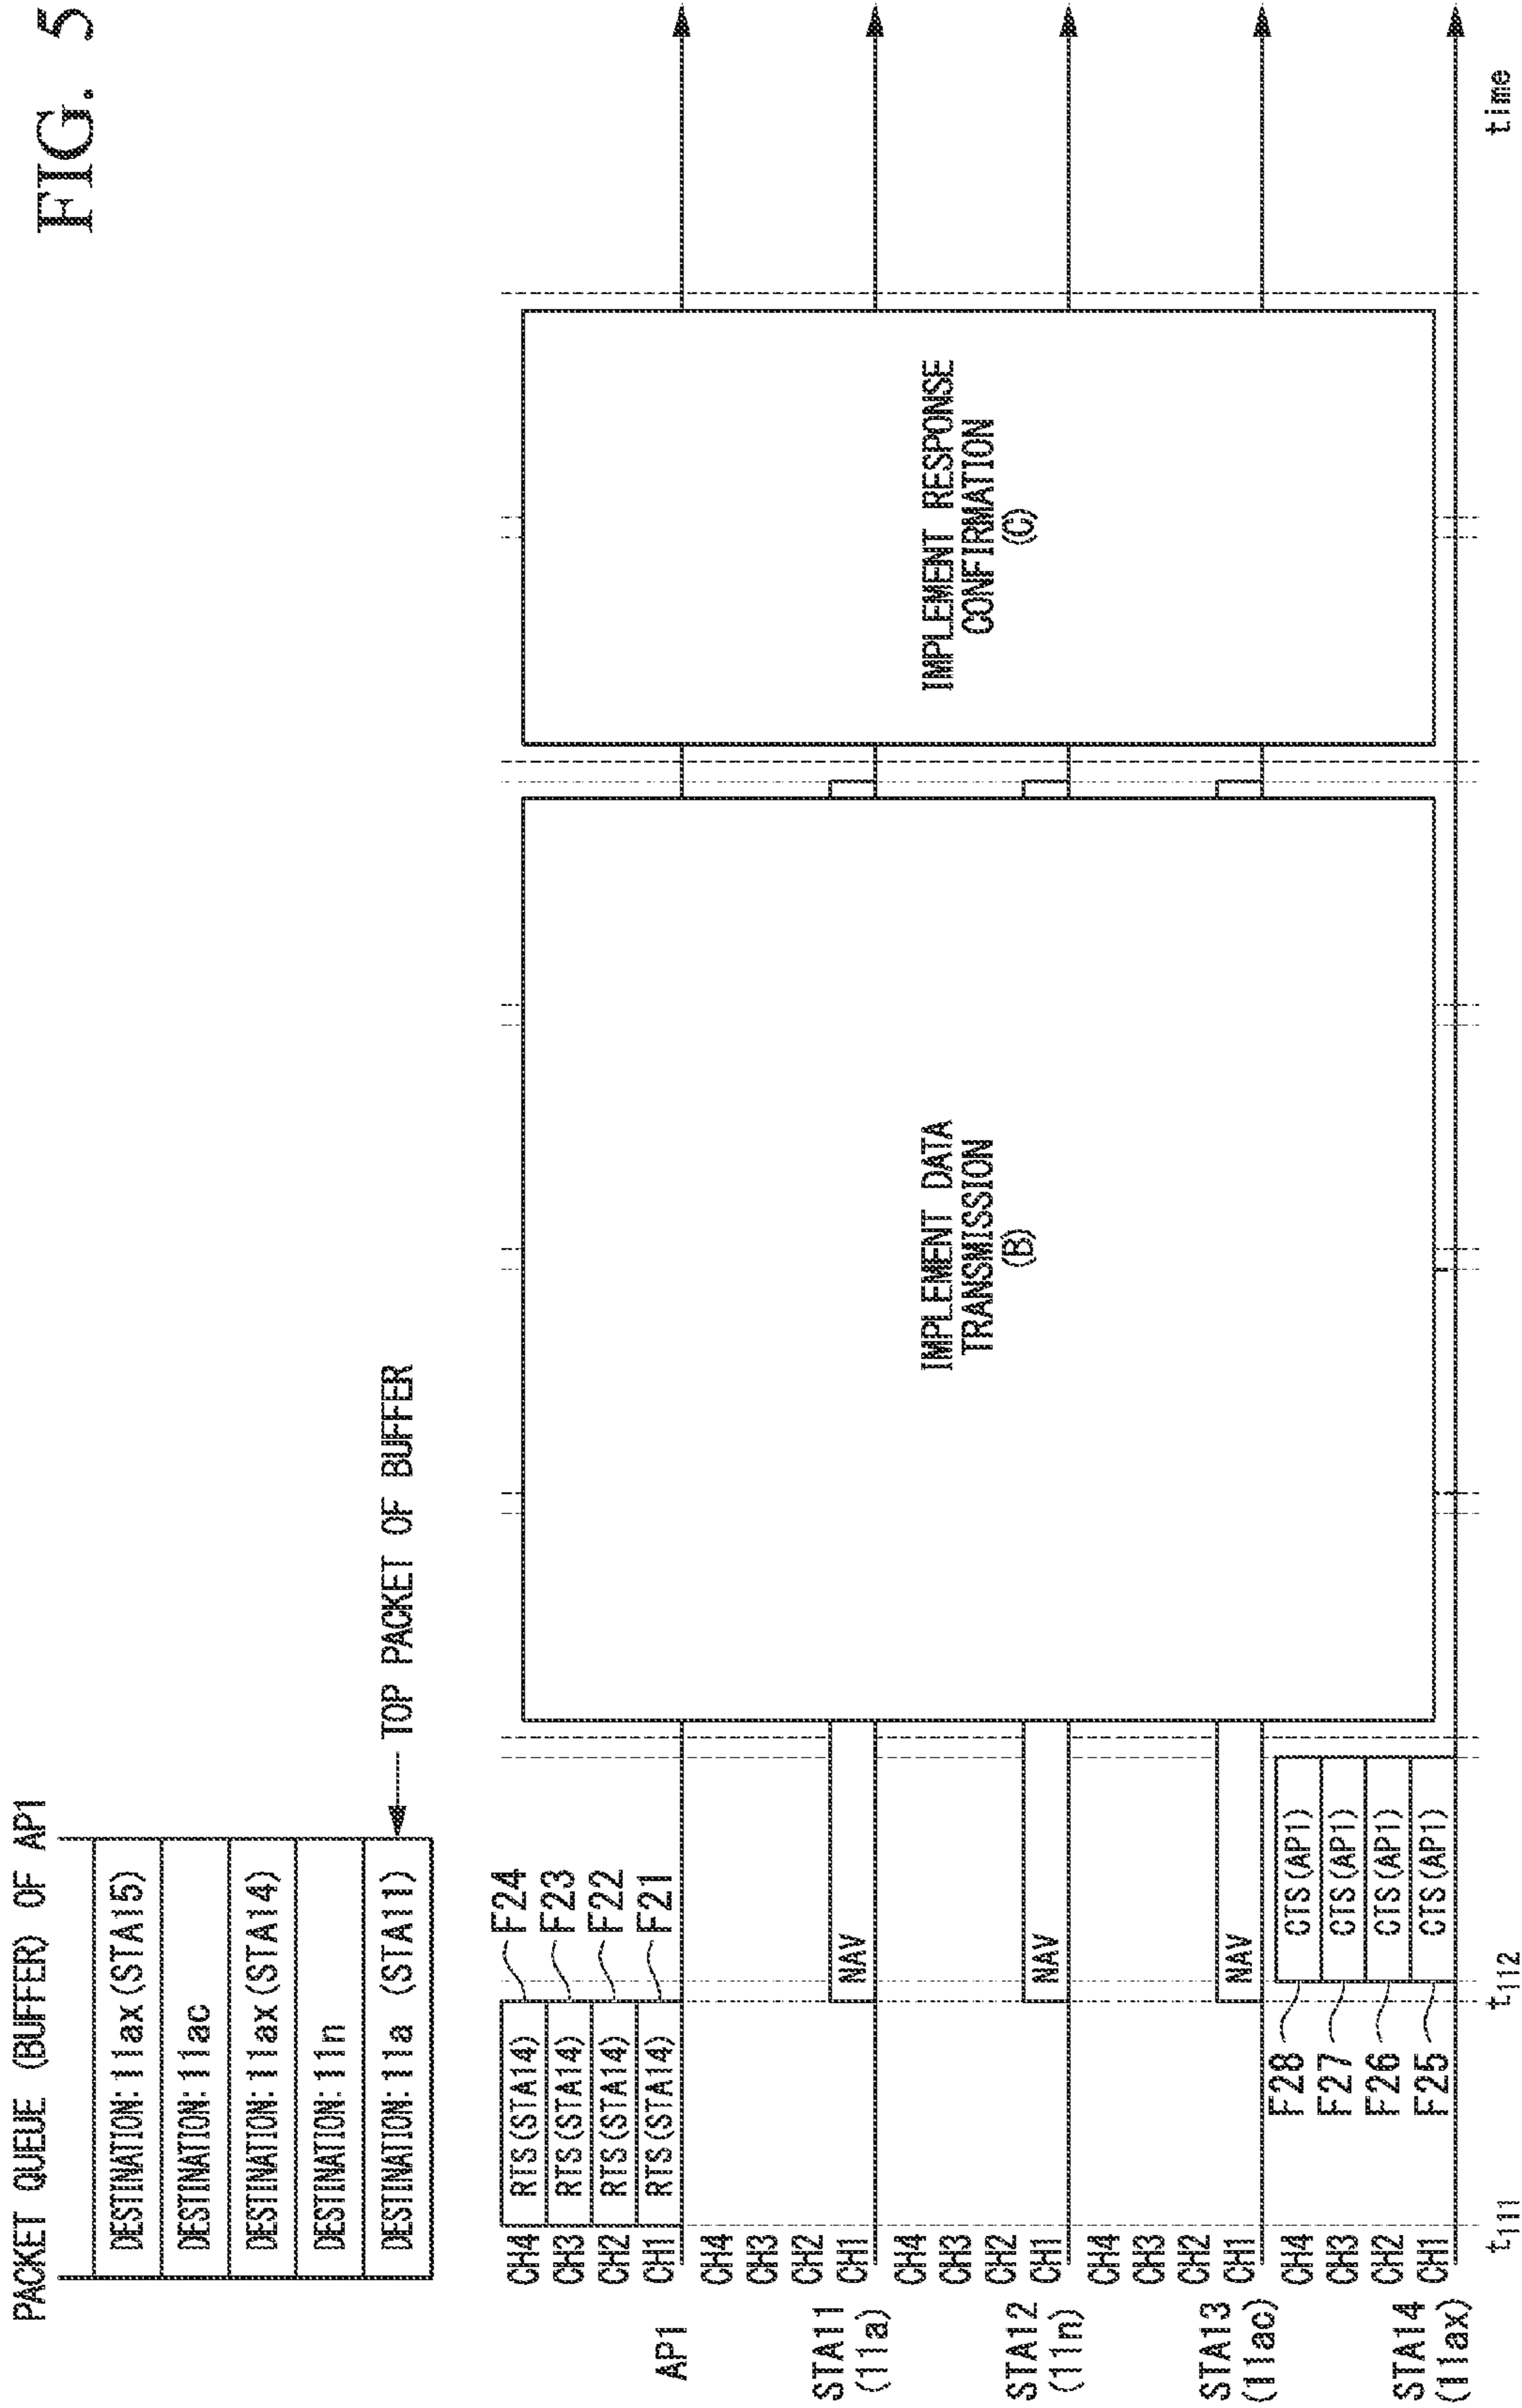 FIG. 5
PACKET QUEUE (BUFFER) OF AP1
DESTINATION:11ax(STA15)
DESTINATION:11ac
DESTINATION:11ax(STA14)
DESTINATION:11n
DESTINATION:11a (STA11)
TOP PACKET OF BUFFER
F24
F23
F22
F21
AP1
CH4
RTS(STA14)
CH3
RTS(STA14)
CH2
RTS(STA14)
CH1
RTS(STA14)
STA11
(11a)
CH4
CH3
CH2
CH1
NAV
STA12
(11n)
CH4
CH3
CH2
CH1
NAV
STA13
(11ac)
CH4
CH3
CH2
CH1
NAV
STA14
(11ax)
CH4
CH3
CH2
CH1
F28
F27
F26
F25
CTS(AP1)
CTS(AP1)
CTS(AP1)
CTS(AP1)
IMPLEMENT DATA
TRANSMISSION
(B)
IMPLEMENT RESPONSE
CONFIRMATION
(C)
t111
t112
time